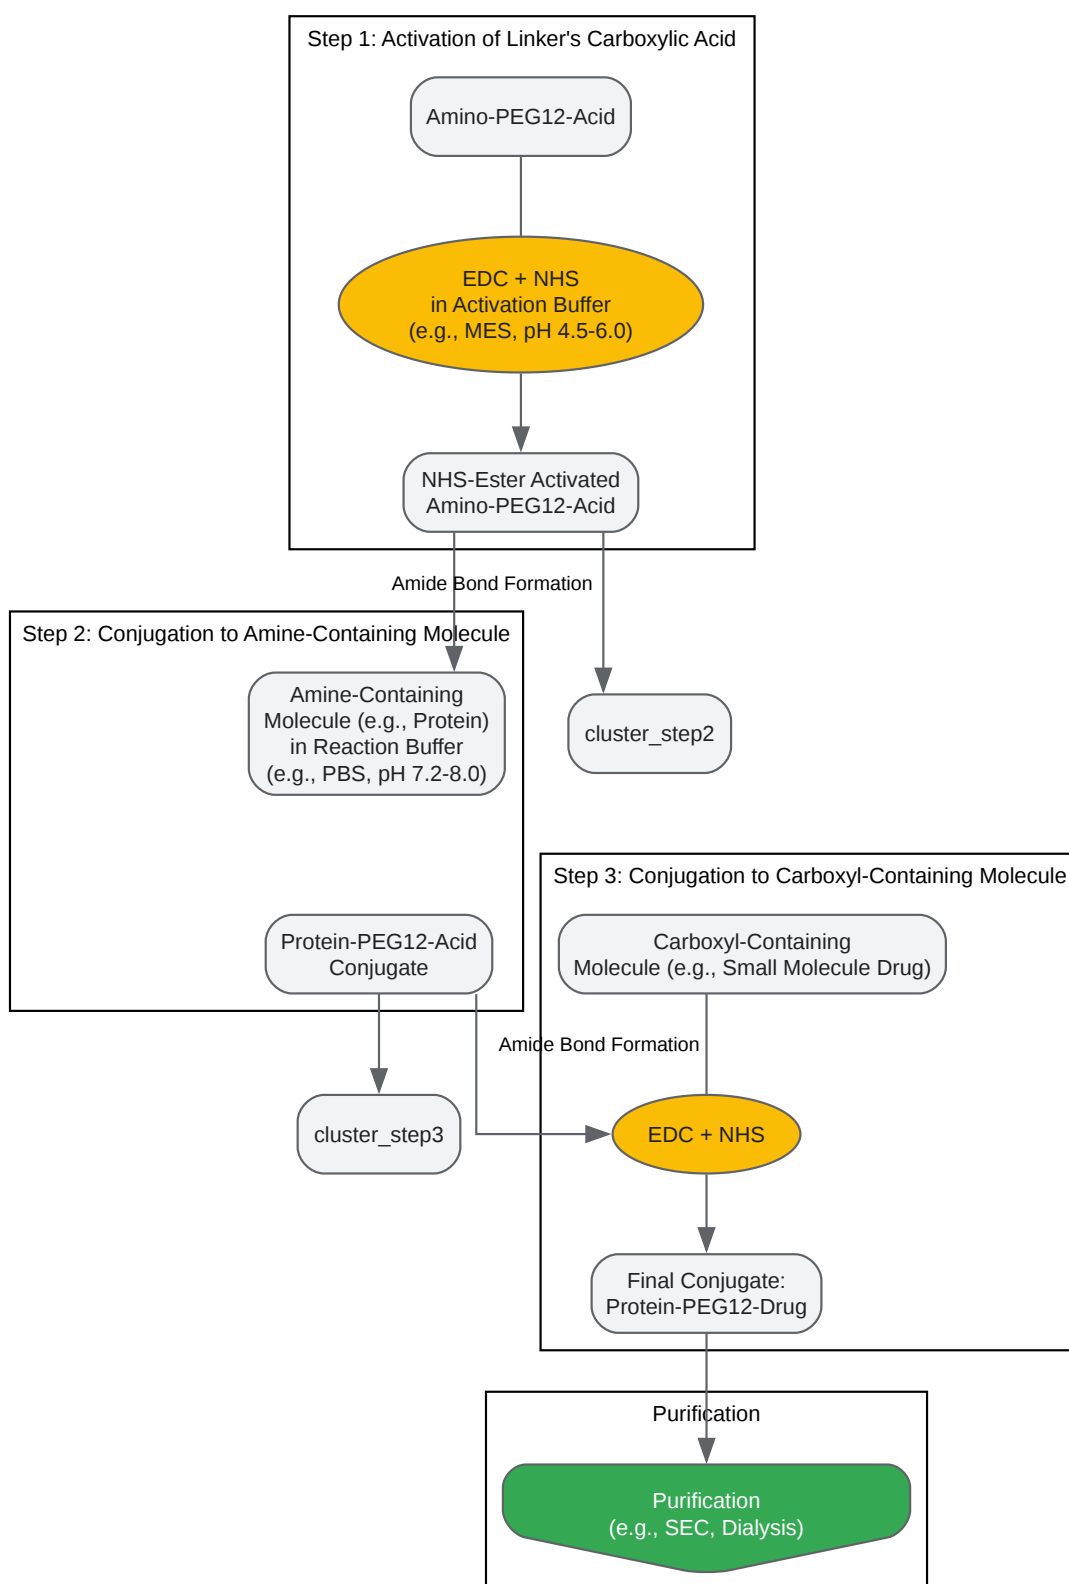 Step 1: Activation of Linker's Carboxylic Acid
Amino-PEG12-Acid
EDC + NHS
in Activation Buffer
(e.g., MES, pH 4.5-6.0)
NHS-Ester Activated
Amino-PEG12-Acid
Amide Bond Formation
Step 2: Conjugation to Amine-Containing Molecule
Amine-Containing
Molecule (e.g., Protein)
in Reaction Buffer
(e.g., PBS, pH 7.2-8.0)
cluster_step2
Step 3: Conjugation to Carboxyl-Containing Molecule
Protein-PEG12-Acid
Conjugate
Carboxyl-Containing
Molecule (e.g., Small Molecule Drug)
Amide Bond Formation
cluster_step3
EDC + NHS
Final Conjugate:
Protein-PEG12-Drug
Purification
Purification
(e.g., SEC, Dialysis)